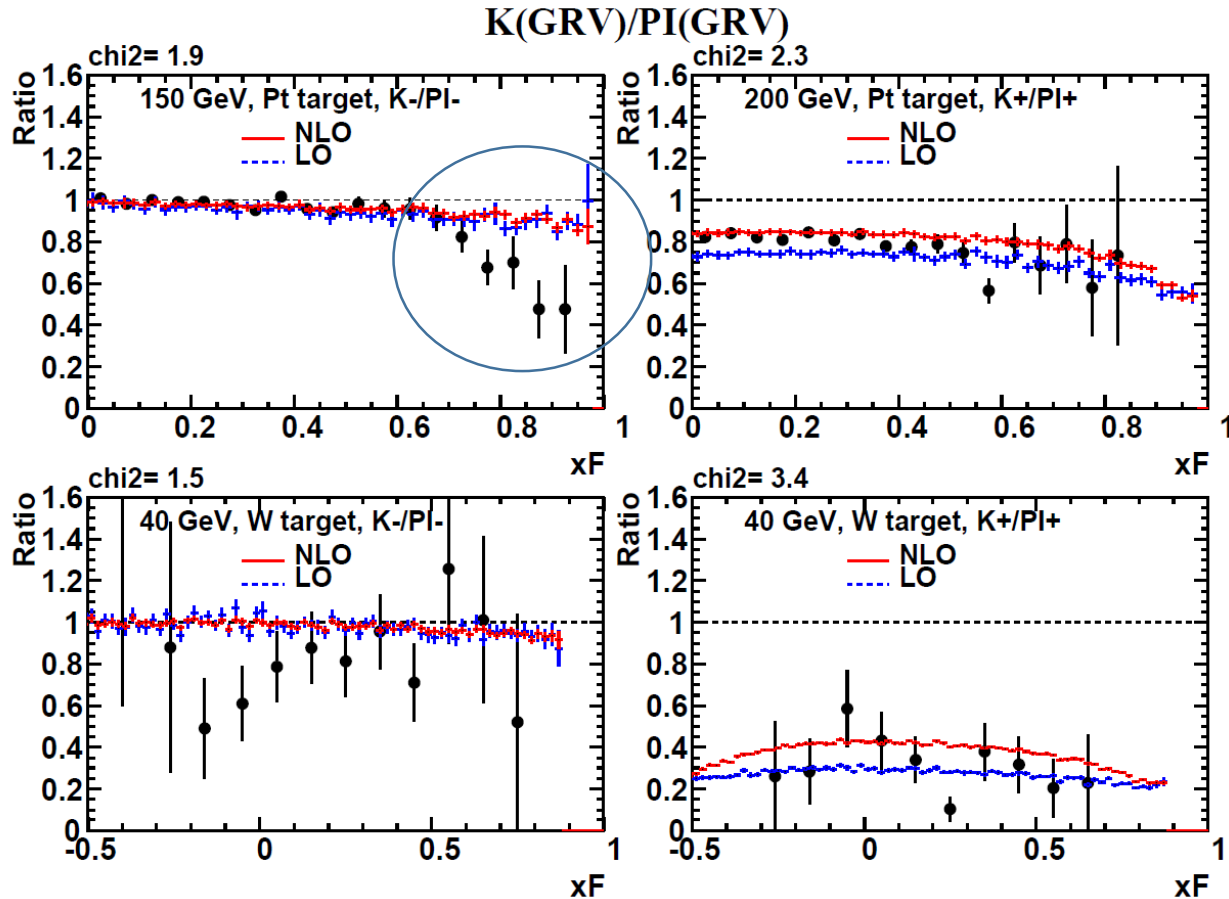 K(GRV)/PI(GRV)
chi2= 1.9
Ratio
1.6
1.4
1.2
1
0.8
0.6
0.4
0.2
0
150 GeV, Pt target, K-/PI-
NLO
LO
0 0.2 0.4 0.6 0.8 1
xF
chi2= 2.3
Ratio
1.6
1.4
1.2
1
0.8
0.6
0.4
0.2
0
200 GeV, Pt target, K+/PI+
NLO
LO
0 0.2 0.4 0.6 0.8 1
xF
chi2= 1.5
Ratio
1.6
1.4
1.2
1
0.8
0.6
0.4
0.2
0
40 GeV, W target, K-/PI-
NLO
LO
-0.5 0 0.5 1
xF
chi2= 3.4
Ratio
1.6
1.4
1.2
1
0.8
0.6
0.4
0.2
0
40 GeV, W target, K+/PI+
NLO
LO
-0.5 0 0.5 1
xF